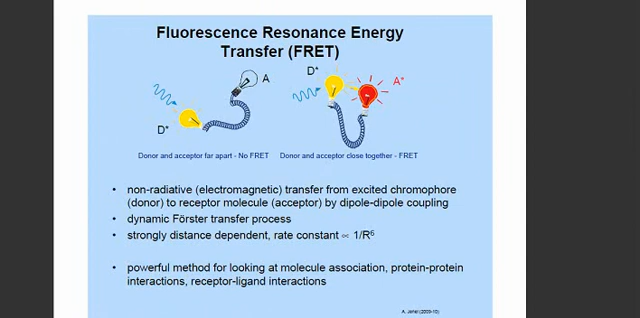 Fluorescence Resonance Energy
Transfer (FRET)
D*
A
D*
A*
Donor and acceptor far apart - No FRET
Donor and acceptor close together - FRET
• non-radiative (electromagnetic) transfer from excited chromophore
(donor) to receptor molecule (acceptor) by dipole-dipole coupling
• dynamic Förster transfer process
• strongly distance dependent, rate constant ∝ 1/R⁶
• powerful method for looking at molecule association, protein-protein
interactions, receptor-ligand interactions